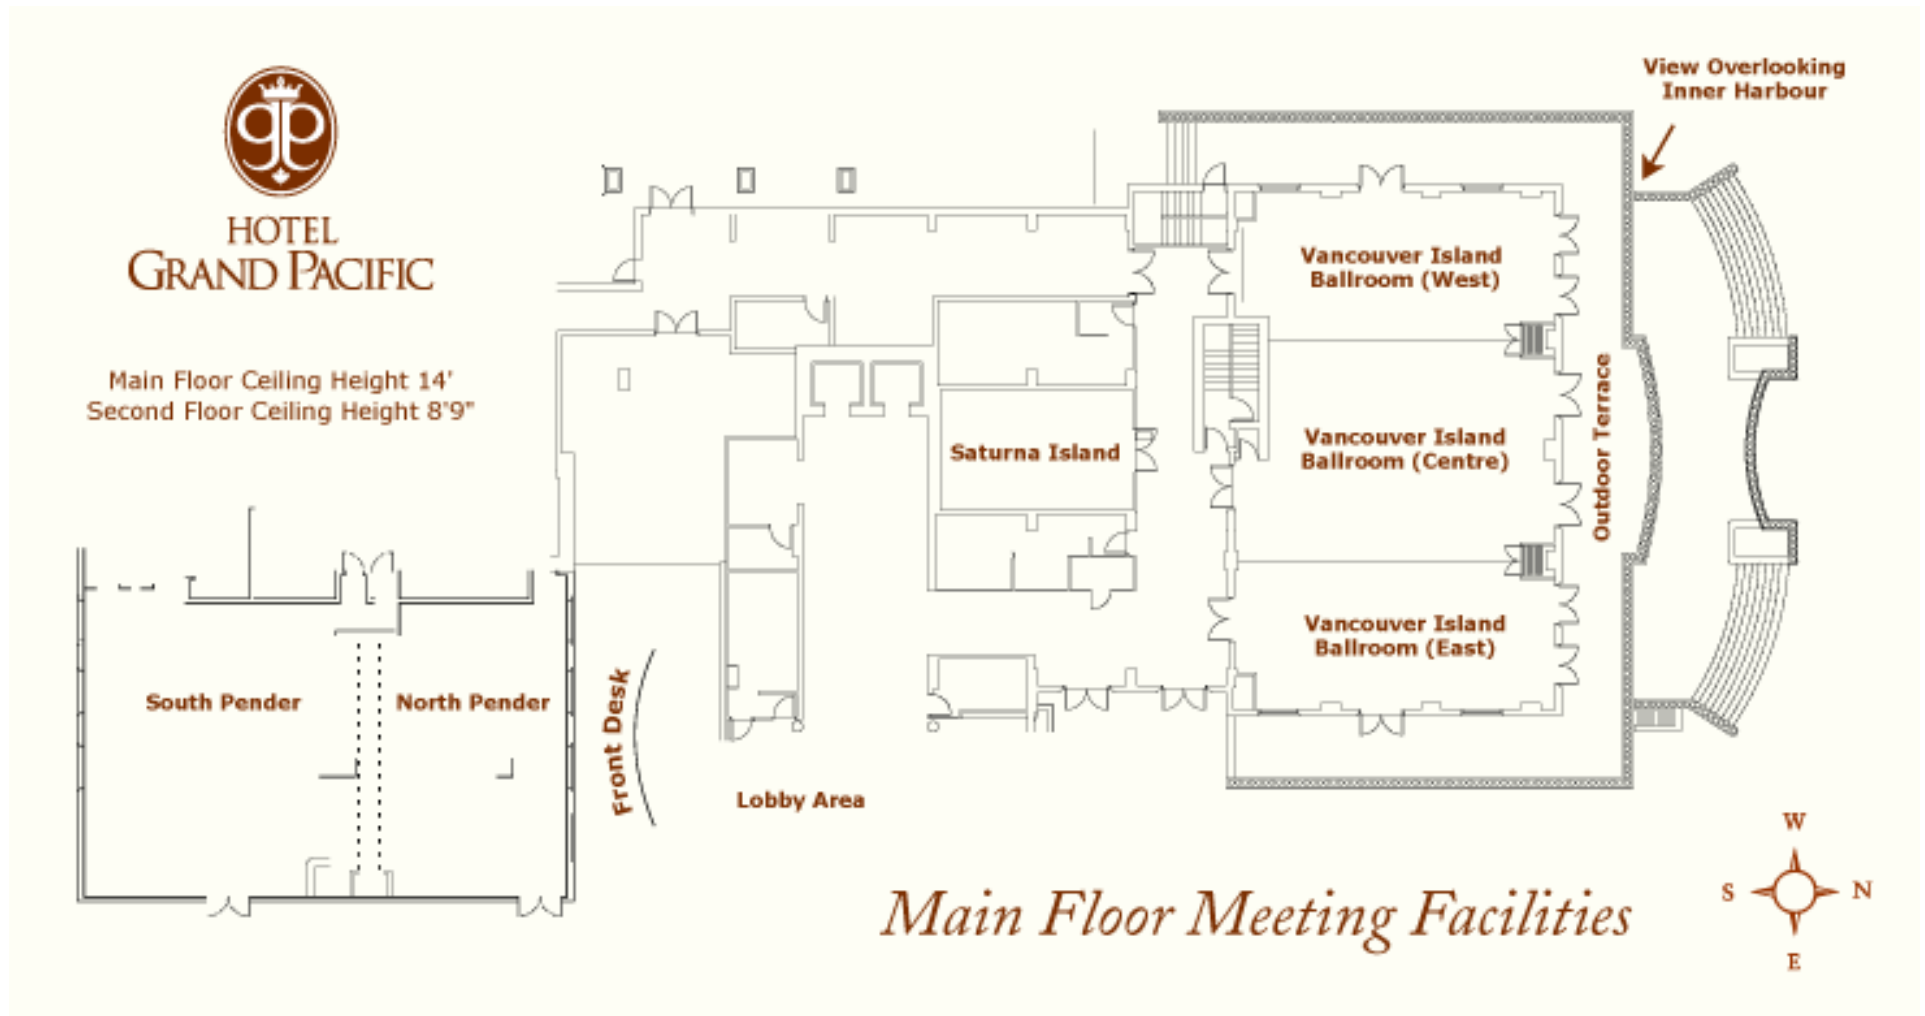 View Overlooking
Inner Harbour
HOTEL
GRAND PACIFIC
Main Floor Ceiling Height 14'
Second Floor Ceiling Height 8'9"
Vancouver Island
Ballroom (West)
Outdoor Terrace
Vancouver Island
Ballroom (Centre)
Saturna Island
Vancouver Island
Ballroom (East)
South Pender
North Pender
Front Desk
Lobby Area
Main Floor Meeting Facilities
W
S
N
E